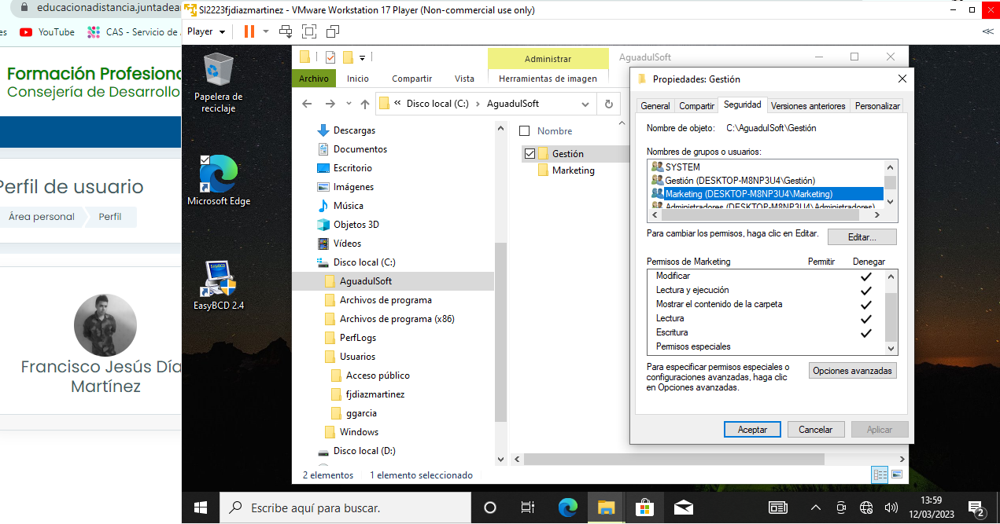 educacionadistancia.juntadea
es
YouTube
CAS - Servicio de
Formación Profesion
Consejería de Desarrollo
Perfil de usuario
Área personal
Perfil
Francisco Jesús Día
Martínez
SI2223fjdiazmartinez - VMware Workstation 17 Player (Non-commercial use only)
Player
Papelera de
reciclaje
Microsoft Edge
EasyBCD
EasyBCD 2.4
Administrar
AguadulSoft
Archivo
Inicio
Compartir
Vista
Herramientas de imagen
« Disco local (C:) › AguadulSoft
Descargas
Documentos
Escritorio
Imágenes
Música
Objetos 3D
Vídeos
Disco local (C:)
AguadulSoft
Archivos de programa
Archivos de programa (x86)
PerfLogs
Usuarios
Acceso público
fjdiazmartinez
ggarcia
Windows
Disco local (D:)
Nombre
Gestión
Marketing
2 elementos
1 elemento seleccionado
Propiedades: Gestión
General
Compartir
Seguridad
Versiones anteriores
Personalizar
Nombre de objeto: C:\AguadulSoft\Gestión
Nombres de grupos o usuarios:
SYSTEM
Gestión (DESKTOP-M8NP3U4\Gestión)
Marketing (DESKTOP-M8NP3U4\Marketing)
Administradores (DESKTOP-M8NP3U4\Administradores)
Para cambiar los permisos, haga clic en Editar.
Editar...
Permisos de Marketing
Permitir
Denegar
Modificar
Lectura y ejecución
Mostrar el contenido de la carpeta
Lectura
Escritura
Permisos especiales
Para especificar permisos especiales o
configuraciones avanzadas, haga clic
en Opciones avanzadas.
Opciones avanzadas
Aceptar
Cancelar
Aplicar
Escribe aquí para buscar.
13:59
12/03/2023
2